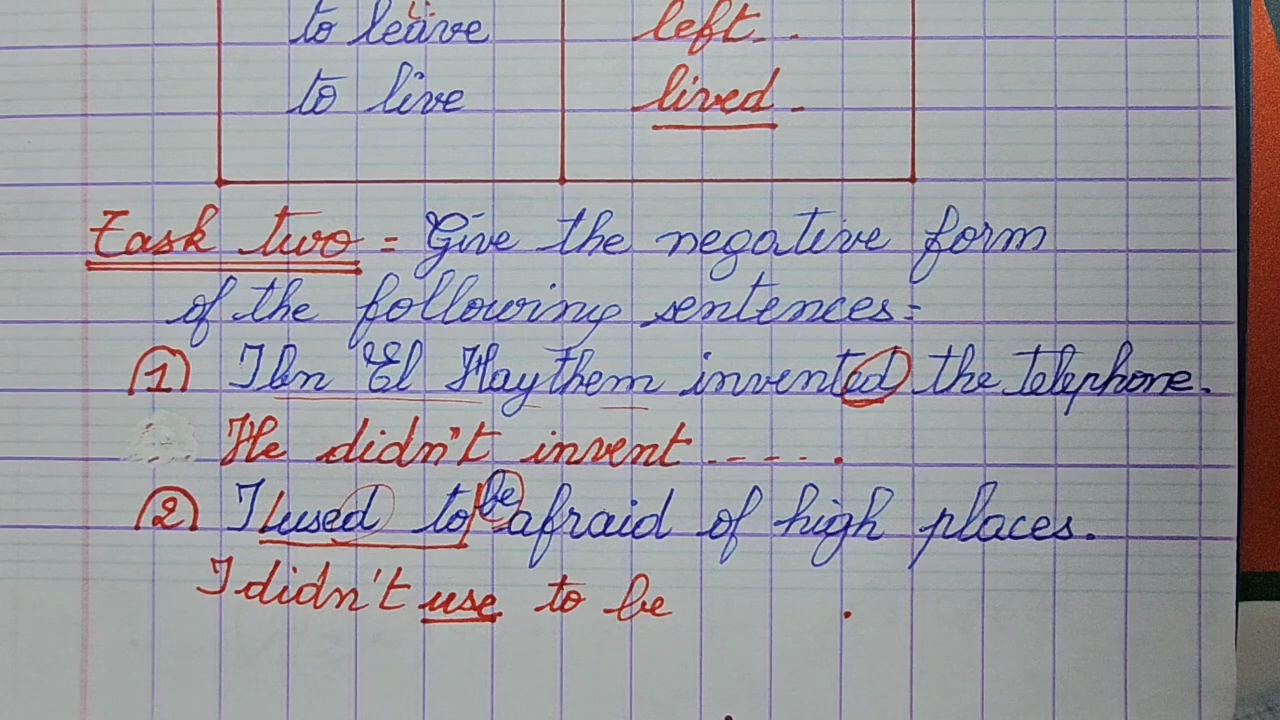 to leave left..
to live lived.
Task two = Give the negative form
of the following sentences:
① Ibn El Haythem invented the telephone.
He didn't invent ...... .
② I used to be afraid of high places.
I didn't use to be .